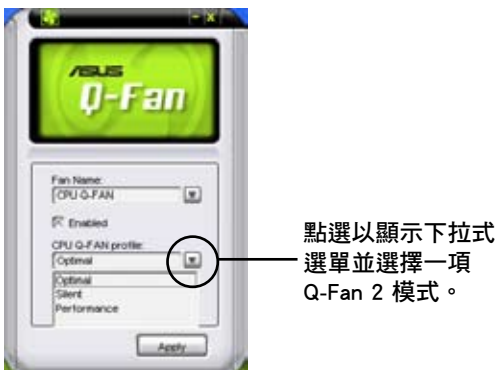 ASUS
Q-Fan
Fan Name:
CPU Q-FAN
Enabled
CPU Q-FAN profile:
Optimal
Optimal
Silent
Performance
Apply
點選以顯示下拉式
選單並選擇一項
Q-Fan 2 模式。